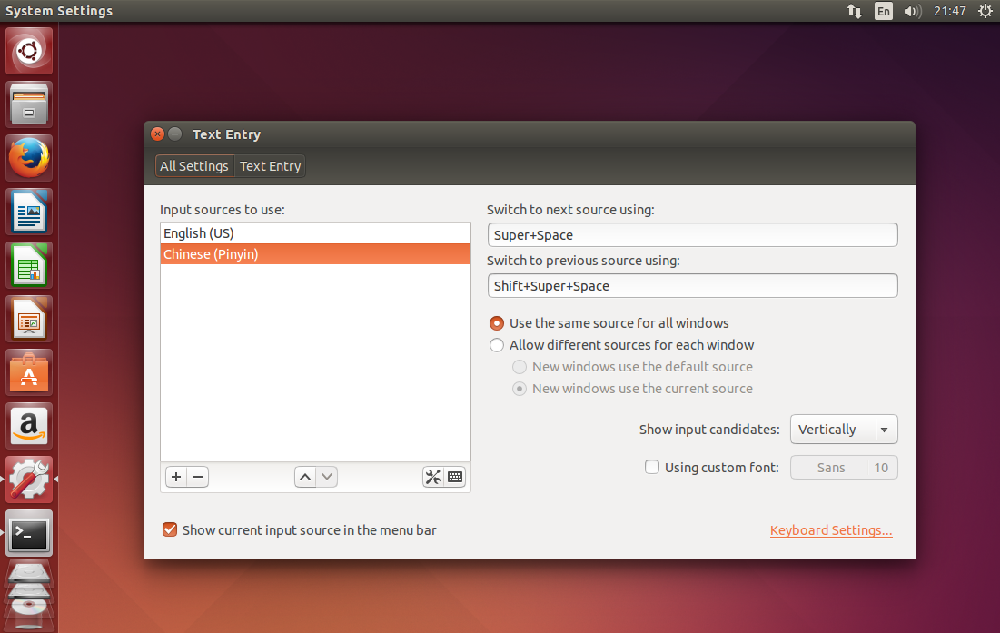 System Settings
En
21:47
Text Entry
All Settings
Text Entry
Input sources to use:
English (US)
Chinese (Pinyin)
Switch to next source using:
Super+Space
Switch to previous source using:
Shift+Super+Space
Use the same source for all windows
Allow different sources for each window
New windows use the default source
New windows use the current source
Show input candidates:
Vertically
Using custom font:
Sans
10
Show current input source in the menu bar
Keyboard Settings...